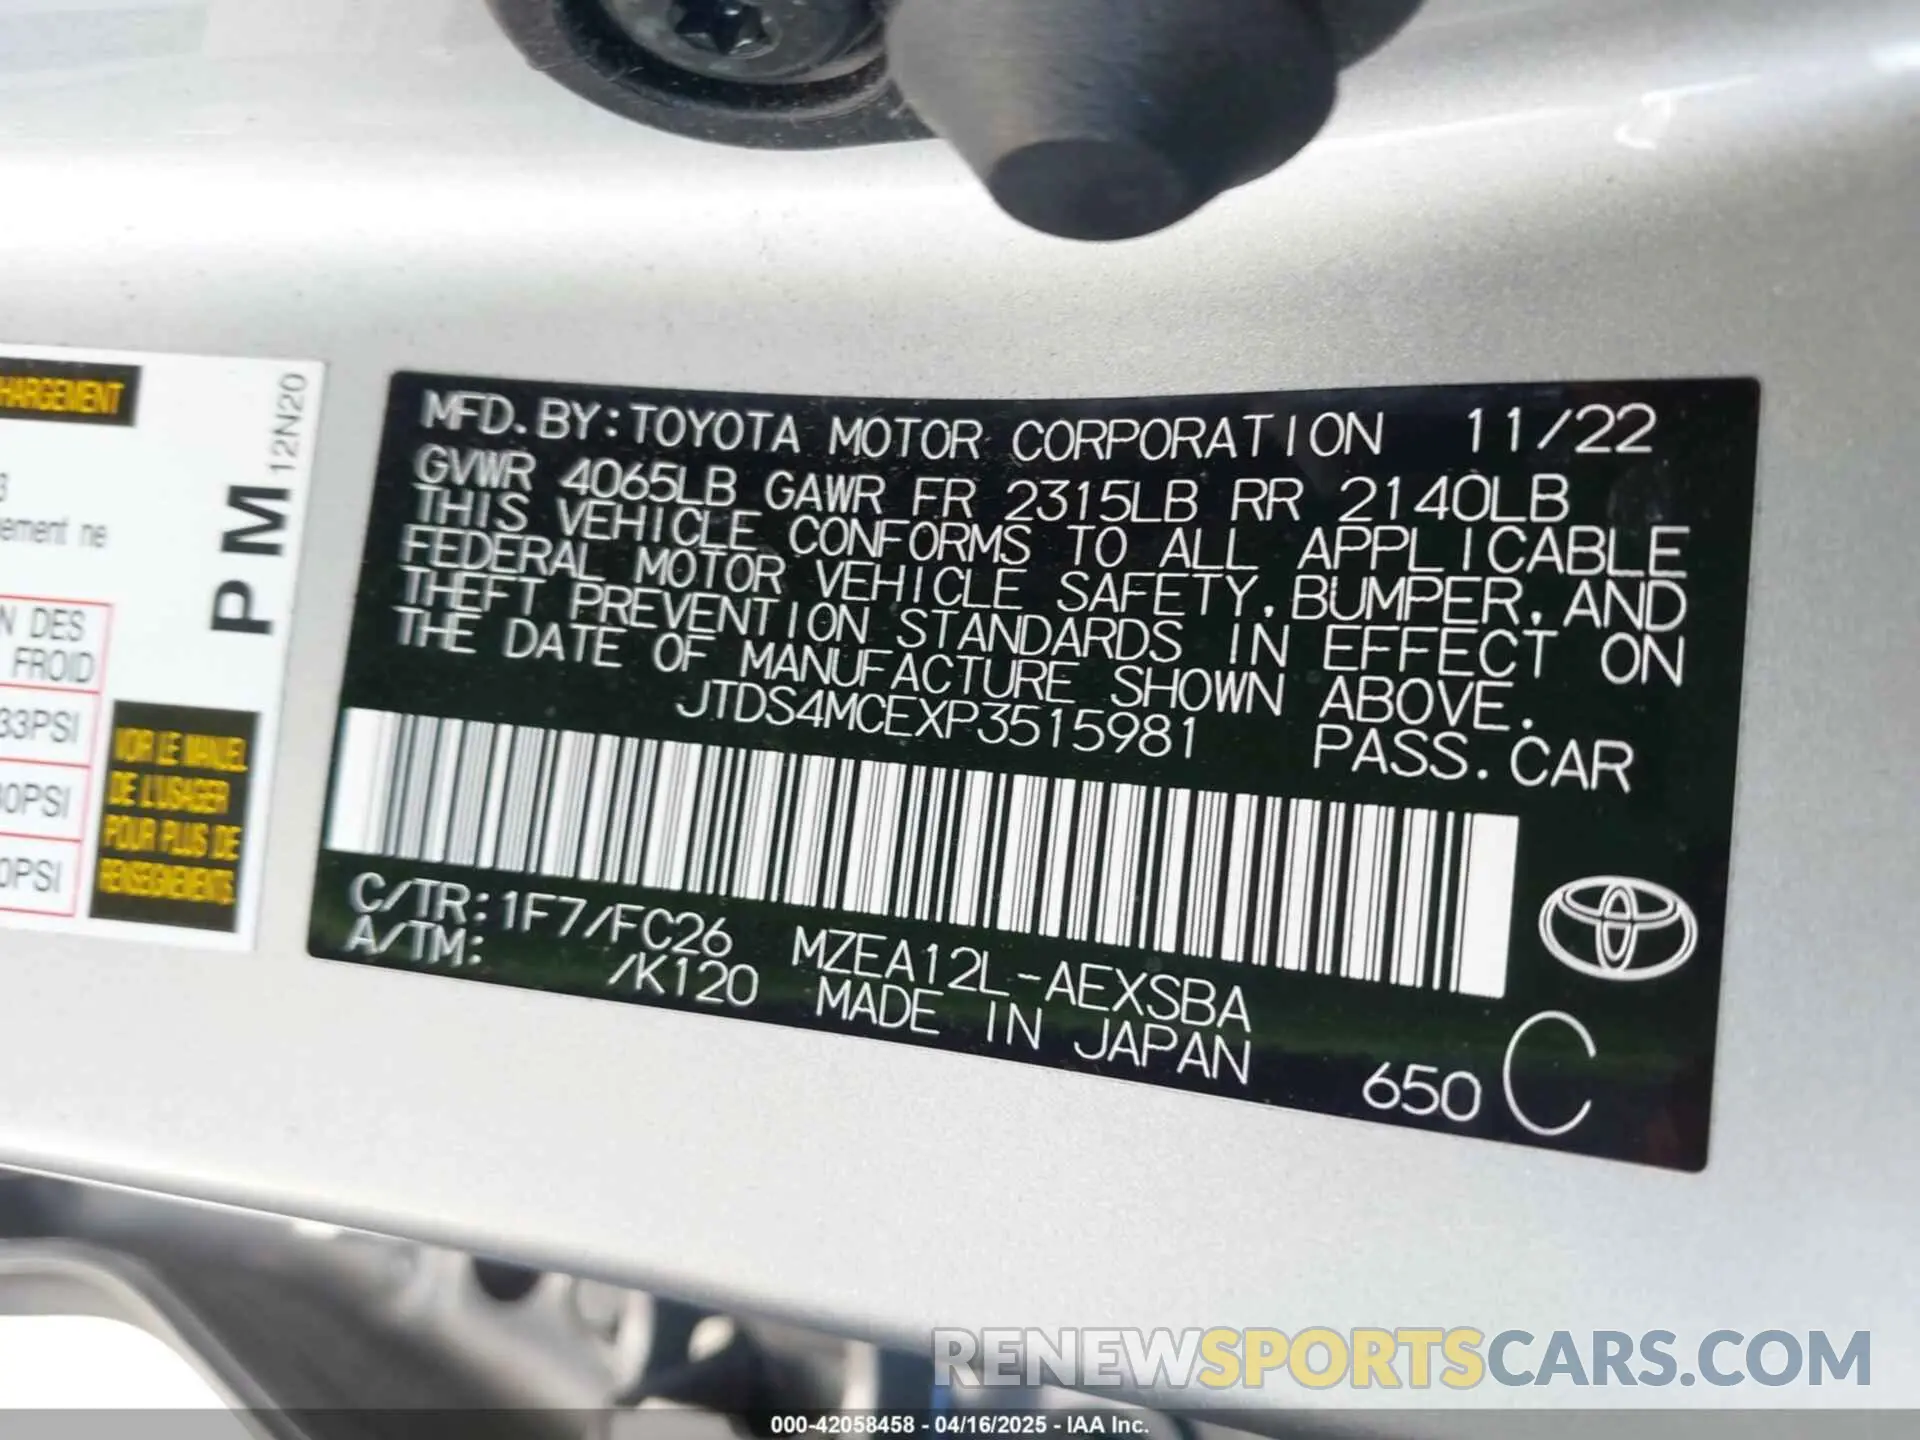 HARGEMENT
3
ement ne
N DES
FROID
33PSI
0PSI
0PSI
VOIR LE MANUEL
DE L'USAGER
POUR PLUS DE
RENSEIGNEMENTS
PM
12N20
MFD. BY: TOYOTA MOTOR CORPORATION 11/22
GVWR 4065LB GAWR FR 2315LB RR 2140LB
THIS VEHICLE CONFORMS TO ALL APPLICABLE
FEDERAL MOTOR VEHICLE SAFETY, BUMPER, AND
THEFT PREVENTION STANDARDS IN EFFECT ON
THE DATE OF MANUFACTURE SHOWN ABOVE.
JTDS4MCEXP3515981 PASS. CAR
C/TR: 1F7/FC26 MZEA12L-AEXSBA
A/TM: /K120 MADE IN JAPAN
650 C
RENEWSPORTSCARS.COM
000-42058458 - 04/16/2025 - IAA Inc.